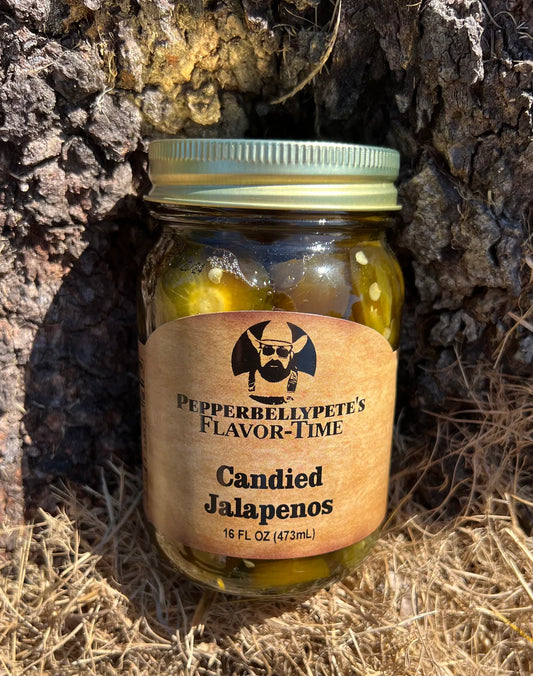 PEPPERBELLYPETE'S
FLAVOR-TIME
Candied
Jalapenos
16 FL OZ (473mL)